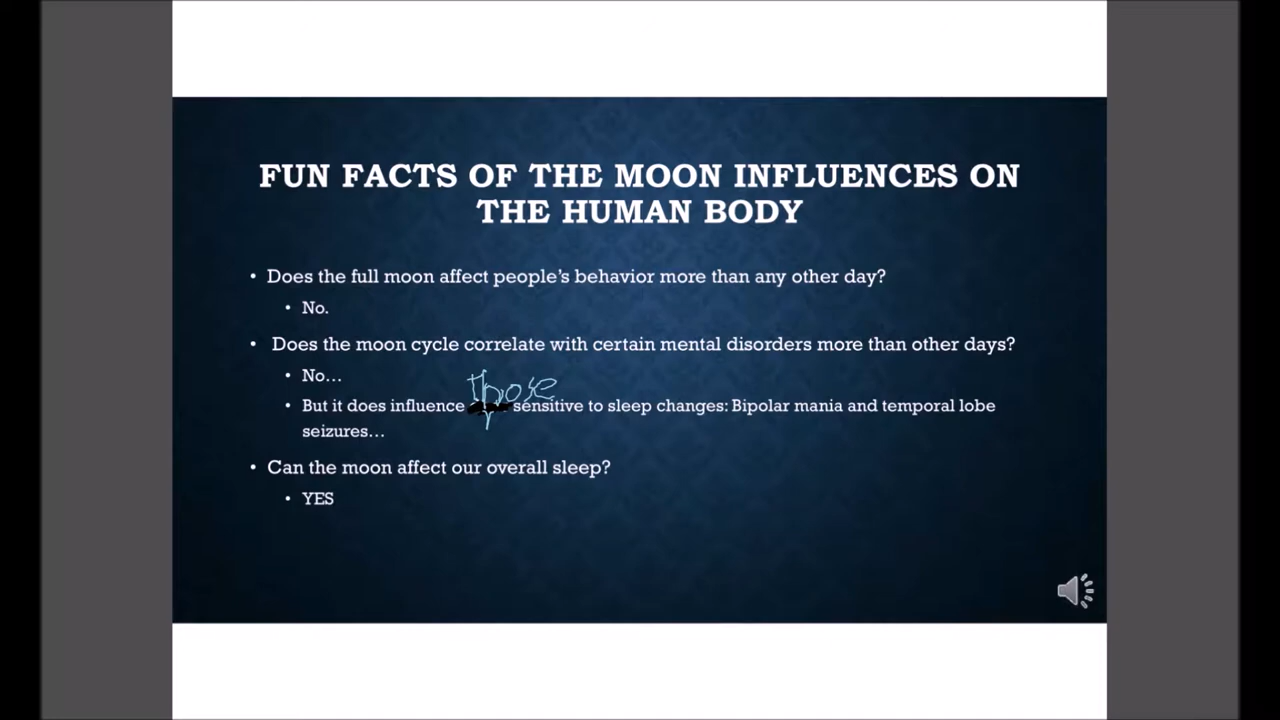 FUN FACTS OF THE MOON INFLUENCES ON
THE HUMAN BODY
• Does the full moon affect people's behavior more than any other day?
• No.
• Does the moon cycle correlate with certain mental disorders more than other days?
• No…
those
• But it does influence sensitive to sleep changes: Bipolar mania and temporal lobe
seizures…
• Can the moon affect our overall sleep?
• YES